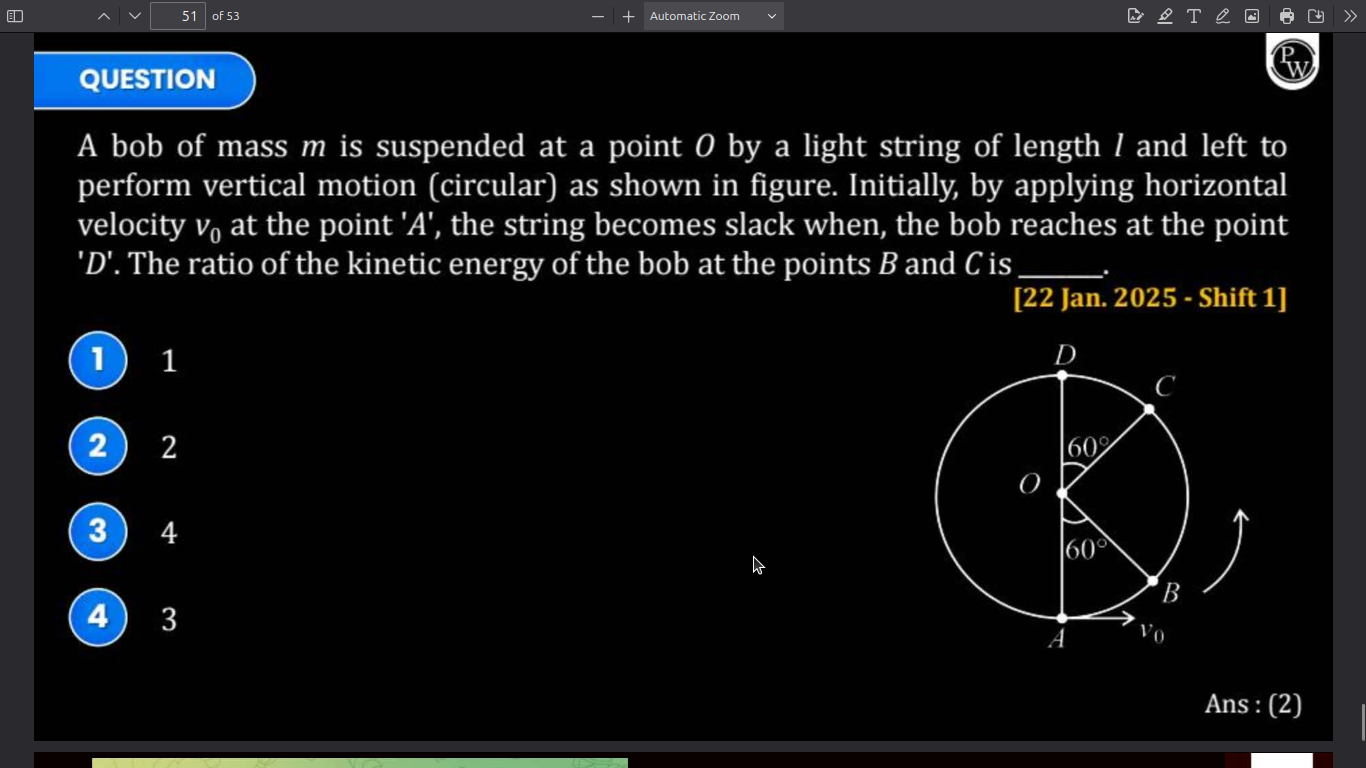 51 of 53
Automatic Zoom
QUESTION
PW
A bob of mass m is suspended at a point O by a light string of length l and left to
perform vertical motion (circular) as shown in figure. Initially, by applying horizontal
velocity v₀ at the point 'A', the string becomes slack when, the bob reaches at the point
'D'. The ratio of the kinetic energy of the bob at the points B and C is ______.
[22 Jan. 2025 - Shift 1]
1 1
2 2
3 4
4 3
D
C
60°
O
60°
B
A
v₀
Ans : (2)